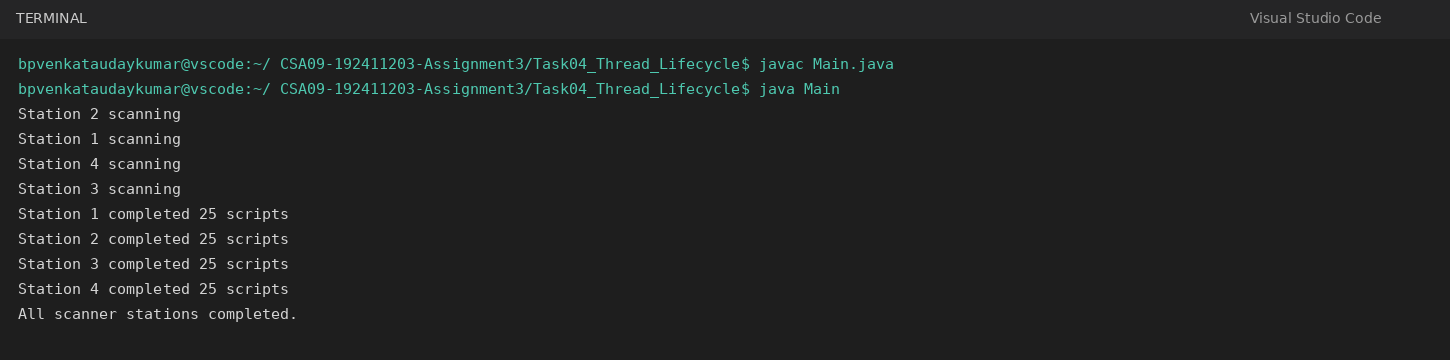 TERMINAL Visual Studio Code
bpvenkataudaykumar@vscode:~/ CSA09-192411203-Assignment3/Task04_Thread_Lifecycle$ javac Main.java
bpvenkataudaykumar@vscode:~/ CSA09-192411203-Assignment3/Task04_Thread_Lifecycle$ java Main
Station 2 scanning
Station 1 scanning
Station 4 scanning
Station 3 scanning
Station 1 completed 25 scripts
Station 2 completed 25 scripts
Station 3 completed 25 scripts
Station 4 completed 25 scripts
All scanner stations completed.